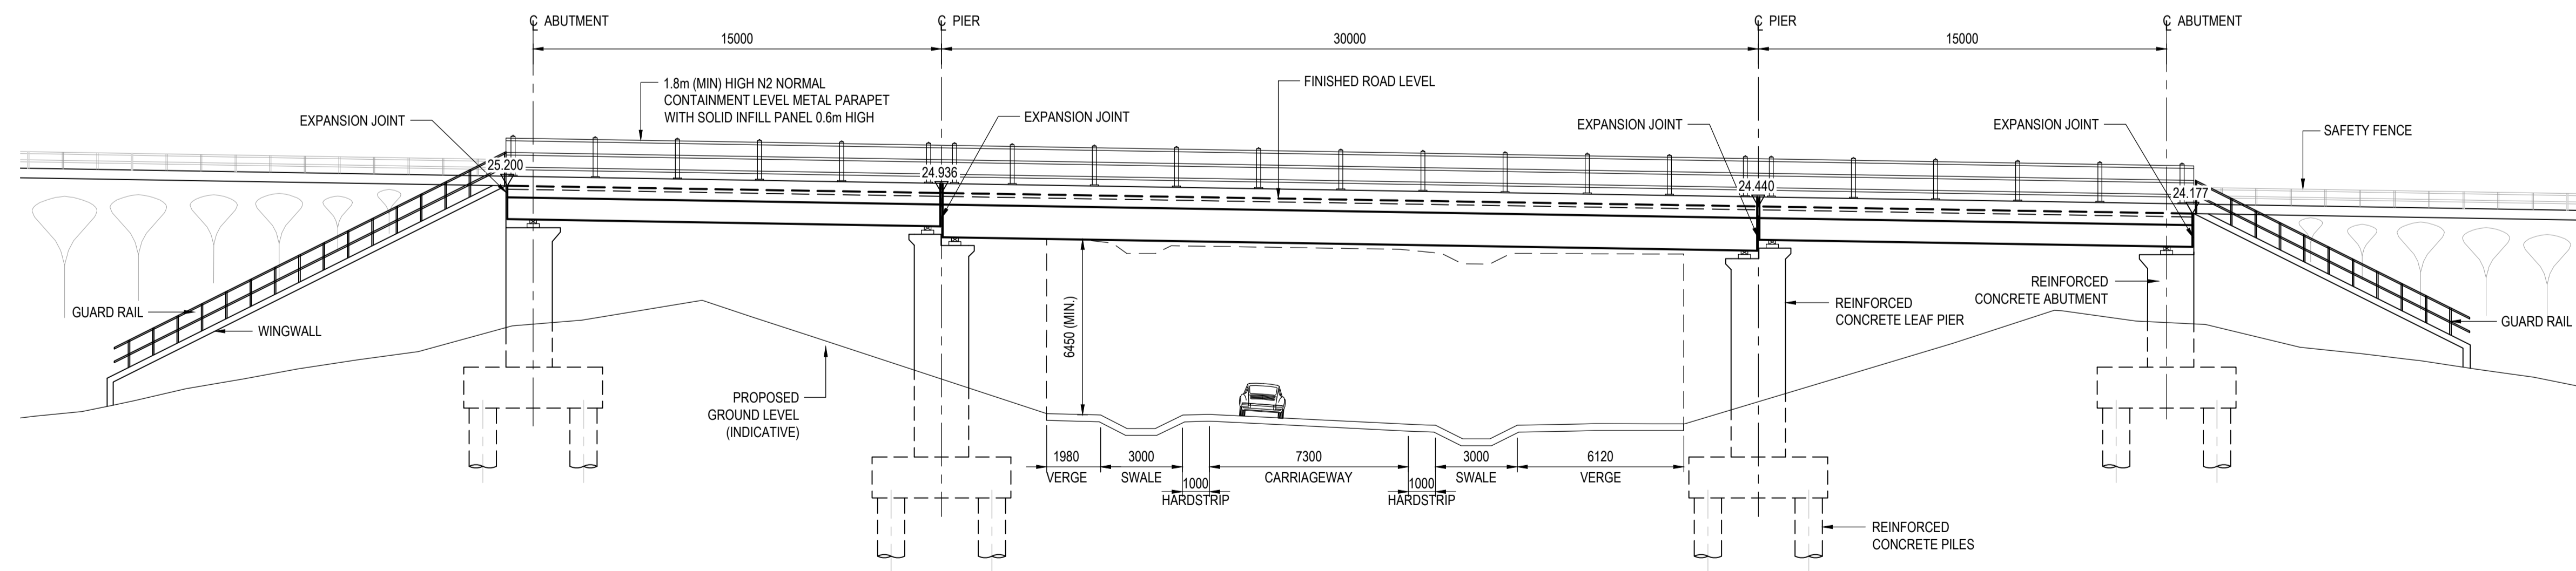 ℄ ABUTMENT
℄ PIER
℄ PIER
℄ ABUTMENT
15000
30000
15000
1.8m (MIN) HIGH N2 NORMAL
CONTAINMENT LEVEL METAL PARAPET
WITH SOLID INFILL PANEL 0.6m HIGH
FINISHED ROAD LEVEL
EXPANSION JOINT
EXPANSION JOINT
EXPANSION JOINT
EXPANSION JOINT
SAFETY FENCE
25.200
24.936
24.440
24.177
GUARD RAIL
WINGWALL
6450 (MIN.)
REINFORCED
CONCRETE LEAF PIER
REINFORCED
CONCRETE ABUTMENT
GUARD RAIL
PROPOSED
GROUND LEVEL
(INDICATIVE)
1980
VERGE
3000
SWALE
1000
HARDSTRIP
7300
CARRIAGEWAY
1000
HARDSTRIP
3000
SWALE
6120
VERGE
REINFORCED
CONCRETE PILES